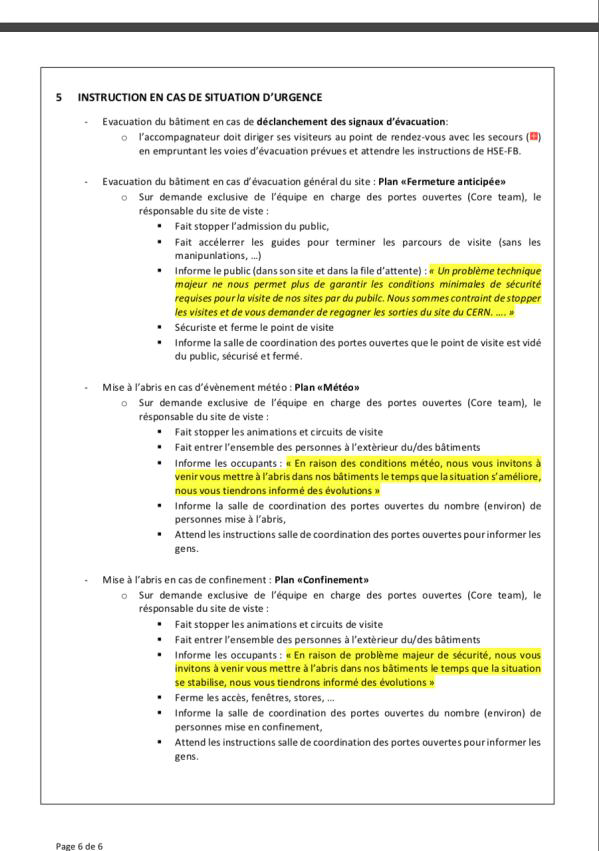 5 INSTRUCTION EN CAS DE SITUATION D’URGENCE
- Evacuation du bâtiment en cas de déclanchement des signaux d’évacuation:
o l’accompagnateur doit diriger ses visiteurs au point de rendez-vous avec les secours ( )
en empruntant les voies d’évacuation prévues et attendre les instructions de HSE-FB.
- Evacuation du bâtiment en cas d’évacuation général du site : Plan «Fermeture anticipée»
o Sur demande exclusive de l’équipe en charge des portes ouvertes (Core team), le
résponsable du site de viste :
▪ Fait stopper l’admission du public,
▪ Fait accélerrer les guides pour terminer les parcours de visite (sans les
manipunlations, …)
▪ Informe le public (dans son site et dans la file d’attente) : « Un problème technique
majeur ne nous permet plus de garantir les conditions minimales de sécurité
requises pour la visite de nos sites par du pubilc. Nous sommes contraint de stopper
les visites et de vous demander de regagner les sorties du site du CERN. …. »
▪ Sécuriste et ferme le point de visite
▪ Informe la salle de coordination des portes ouvertes que le point de visite est vidé
du public, sécurisé et fermé.
- Mise à l’abris en cas d’évènement météo : Plan «Météo»
o Sur demande exclusive de l’équipe en charge des portes ouvertes (Core team), le
résponsable du site de viste :
▪ Fait stopper les animations et circuits de visite
▪ Fait entrer l’ensemble des personnes à l’extèrieur du/des bâtiments
▪ Informe les occupants : « En raison des conditions météo, nous vous invitons à
venir vous mettre à l’abris dans nos bâtiments le temps que la situation s’améliore,
nous vous tiendrons informé des évolutions »
▪ Informe la salle de coordination des portes ouvertes du nombre (environ) de
personnes mise à l’abris,
▪ Attend les instructions salle de coordination des portes ouvertes pour informer les
gens.
- Mise à l’abris en cas de confinement : Plan «Confinement»
o Sur demande exclusive de l’équipe en charge des portes ouvertes (Core team), le
résponsable du site de viste :
▪ Fait stopper les animations et circuits de visite
▪ Fait entrer l’ensemble des personnes à l’extèrieur du/des bâtiments
▪ Informe les occupants : « En raison de problème majeur de sécurité, nous vous
invitons à venir vous mettre à l’abris dans nos bâtiments le temps que la situation
se stabilise, nous vous tiendrons informé des évolutions »
▪ Ferme les accès, fenêtres, stores, …
▪ Informe la salle de coordination des portes ouvertes du nombre (environ) de
personnes mise en confinement,
▪ Attend les instructions salle de coordination des portes ouvertes pour informer les
gens.
Page 6 de 6